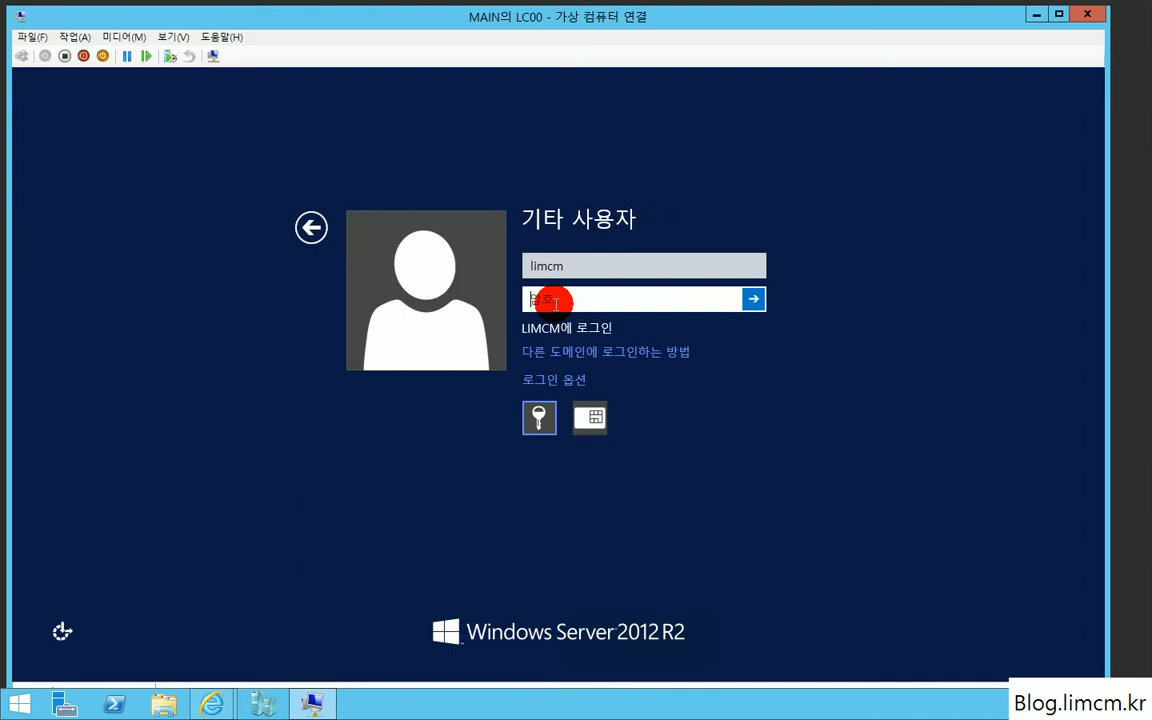 MAIN의 LC00 - 가상 컴퓨터 연결
파일(F) 작업(A) 미디어(M) 보기(V) 도움말(H)
기타 사용자
limcm
암호
LIMCM에 로그인
다른 도메인에 로그인하는 방법
로그인 옵션
Windows Server 2012 R2
Blog.limcm.kr